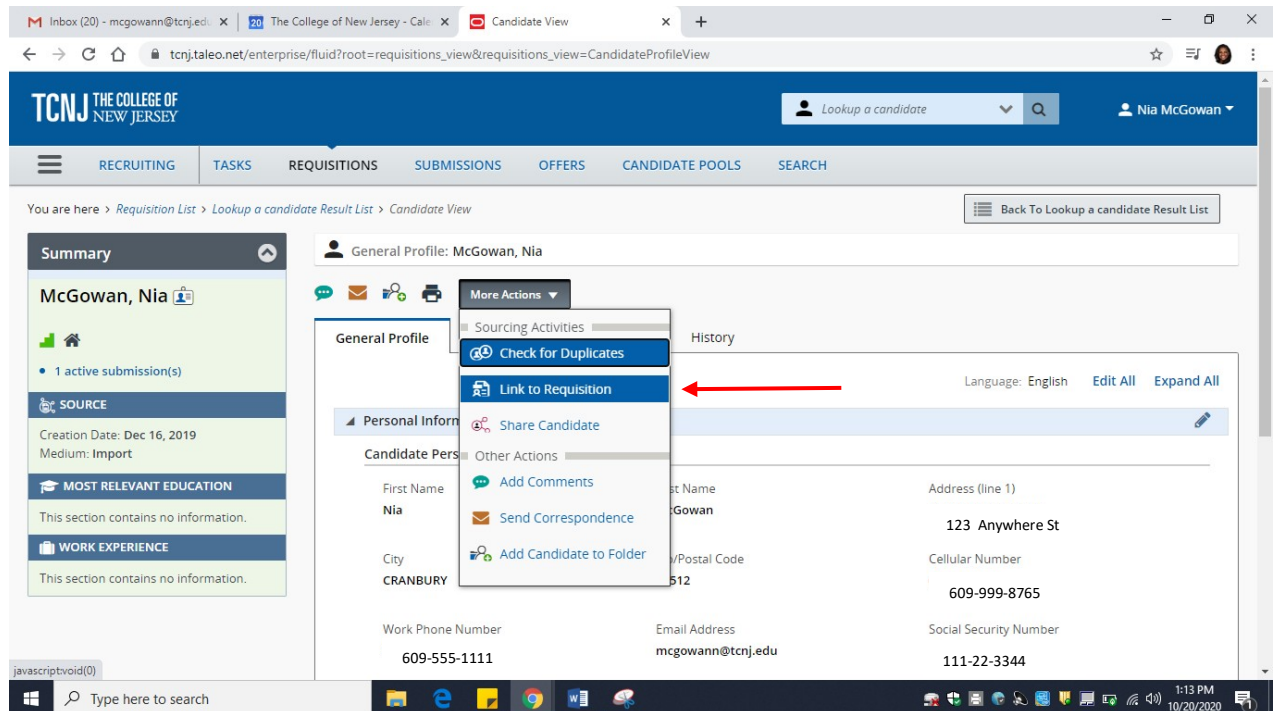 Inbox (20) - mcgowann@tcnj.edu
20 The College of New Jersey - Cale
Candidate View
tcnj.taleo.net/enterprise/fluid?root=requisitions_view&requisitions_view=CandidateProfileView
TCNJ THE COLLEGE OF
NEW JERSEY
Lookup a candidate
Nia McGowan
RECRUITING TASKS REQUISITIONS SUBMISSIONS OFFERS CANDIDATE POOLS SEARCH
You are here > Requisition List > Lookup a candidate Result List > Candidate View
Back To Lookup a candidate Result List
Summary
General Profile: McGowan, Nia
McGowan, Nia
More Actions
Sourcing Activities
General Profile
History
Check for Duplicates
1 active submission(s)
Link to Requisition
Language: English Edit All Expand All
SOURCE
Personal Inform
Share Candidate
Creation Date: Dec 16, 2019
Medium: Import
Candidate Pers
Other Actions
MOST RELEVANT EDUCATION
Add Comments
First Name
st Name
Address (line 1)
Nia
:Gowan
This section contains no information.
Send Correspondence
123 Anywhere St
WORK EXPERIENCE
City
Add Candidate to Folder
/Postal Code
Cellular Number
This section contains no information.
CRANBURY
512
609-999-8765
Work Phone Number
Email Address
Social Security Number
609-555-1111
mcgowann@tcnj.edu
111-22-3344
javascript:void(0)
Type here to search
1:13 PM
10/20/2020